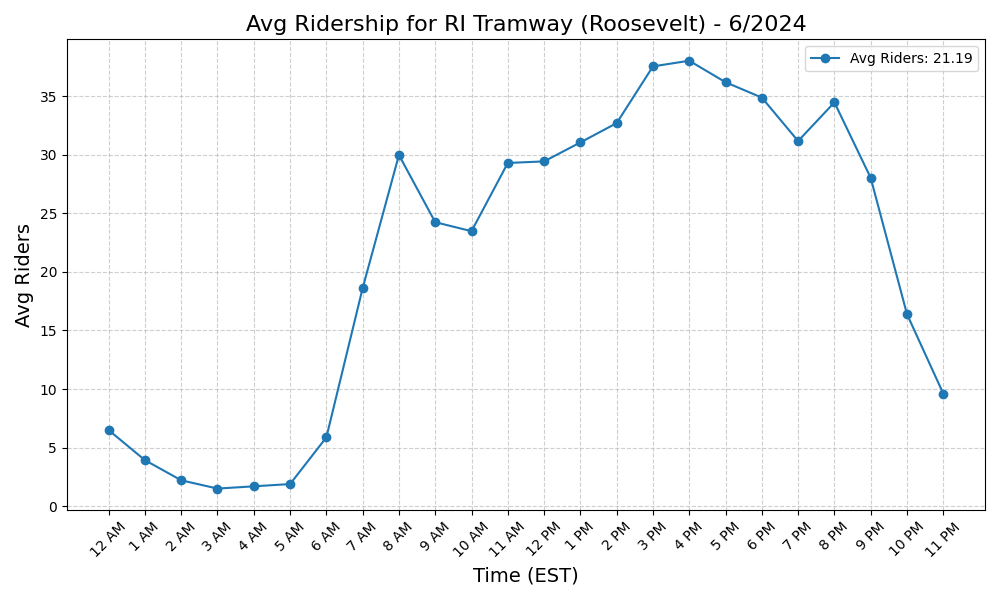 Avg Ridership for RI Tramway (Roosevelt) - 6/2024
Avg Riders: 21.19
Avg Riders
35
30
25
20
15
10
5
0
12 AM
1 AM
2 AM
3 AM
4 AM
5 AM
6 AM
7 AM
8 AM
9 AM
10 AM
11 AM
12 PM
1 PM
2 PM
3 PM
4 PM
5 PM
6 PM
7 PM
8 PM
9 PM
10 PM
11 PM
Time (EST)